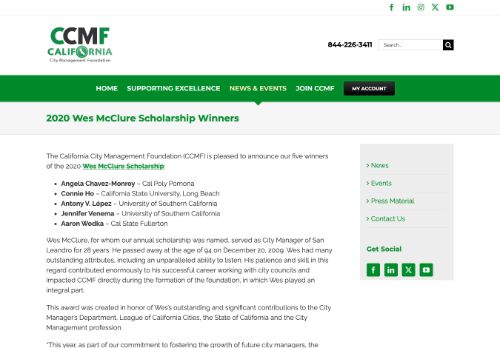 CCMF
CALIFORNIA
City Management Foundation
844-226-3411
Search...
HOME SUPPORTING EXCELLENCE NEWS & EVENTS JOIN CCMF MY ACCOUNT
2020 Wes McClure Scholarship Winners
The California City Management Foundation (CCMF) is pleased to announce our five winners
of the 2020 Wes McClure Scholarship:
• Angela Chavez-Monroy – Cal Poly Pomona
• Connie Ho – California State University, Long Beach
• Antony V. López – University of Southern California
• Jennifer Venema – University of Southern California
• Aaron Wodka – Cal State Fullerton
Wes McClure, for whom our annual scholarship was named, served as City Manager of San
Leandro for 28 years. He passed away at the age of 94 on December 20, 2009. Wes had many
outstanding attributes, including an unparalleled ability to listen. His patience and skill in this
regard contributed enormously to his successful career working with city councils and
impacted CCMF directly during the formation of the foundation, in which Wes played an
integral part.
This award was created in honor of Wes's outstanding and significant contributions to the City
Manager's Department, League of California Cities, the State of California and the City
Management profession.
"This year, as part of our commitment to fostering the growth of future city managers, the
> News
> Events
> Press Material
> Contact Us
Get Social